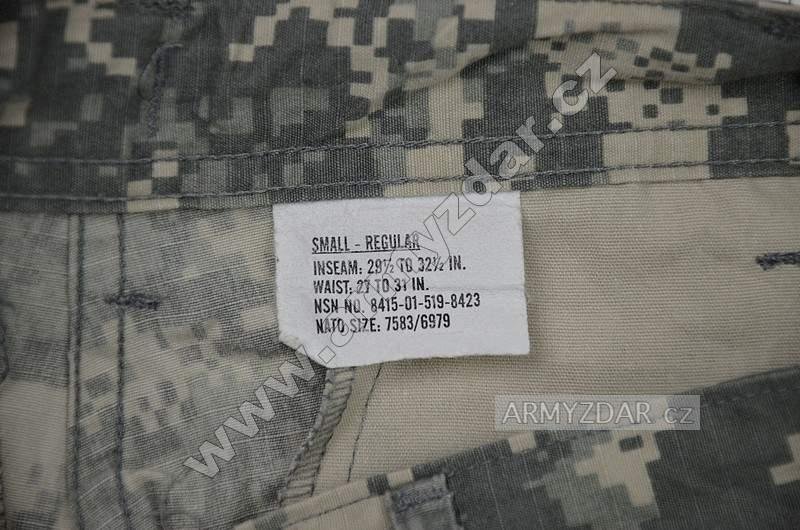 SMALL - REGULAR
INSEAM: 29½ TO 32½ IN.
WAIST: 27 TO 31 IN.
NSN NO. 8415-01-519-8423
NATO SIZE: 7583/6979
www.armyzdar.cz
ARMYZDAR.CZ